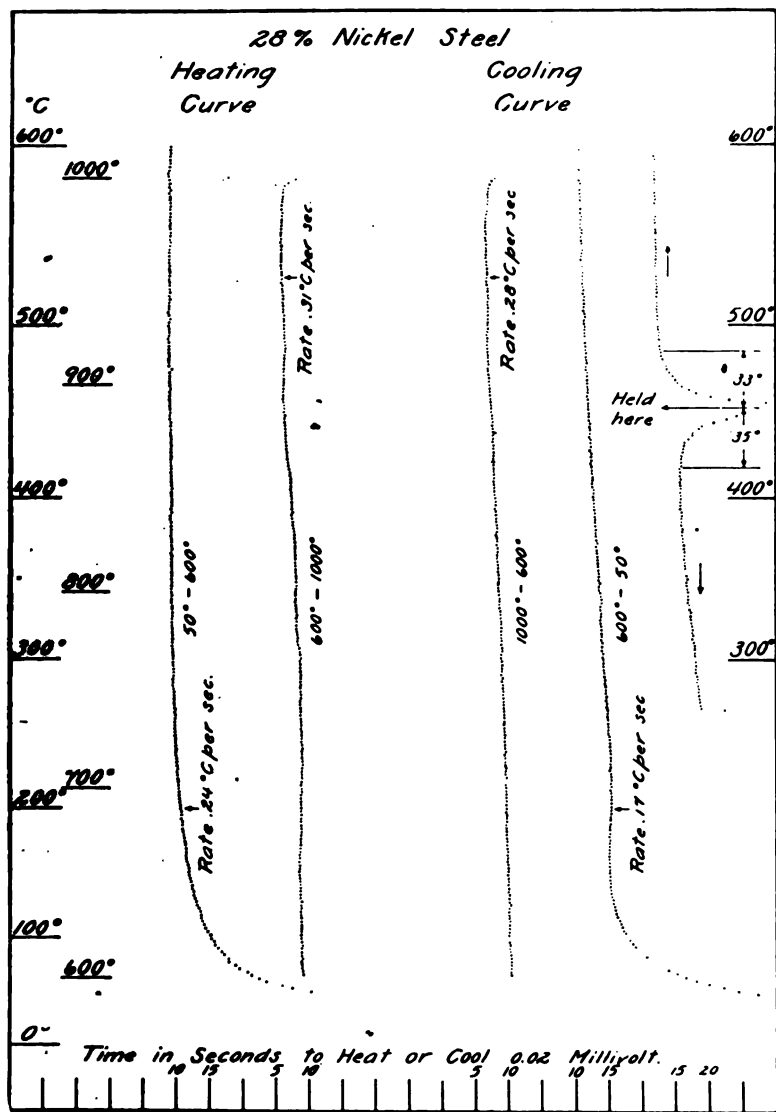 28% Nickel Steel
Heating
Curve
Cooling
Curve
°C
600°
1000°
500°
900°
400°
800°
300°
700°
200°
100°
600°
0°
50° - 600°
Rate .24°C per sec.
600° - 1000°
Rate .31°C per sec
1000° - 600°
Rate .28°C per sec
600° - 50°
Rate .17°C per sec
600°
500°
33°
Held
here
35°
400°
300°
Time in Seconds to Heat or Cool 0.02 Millivolt.
10 15 5 10 5 10 10 15 15 20